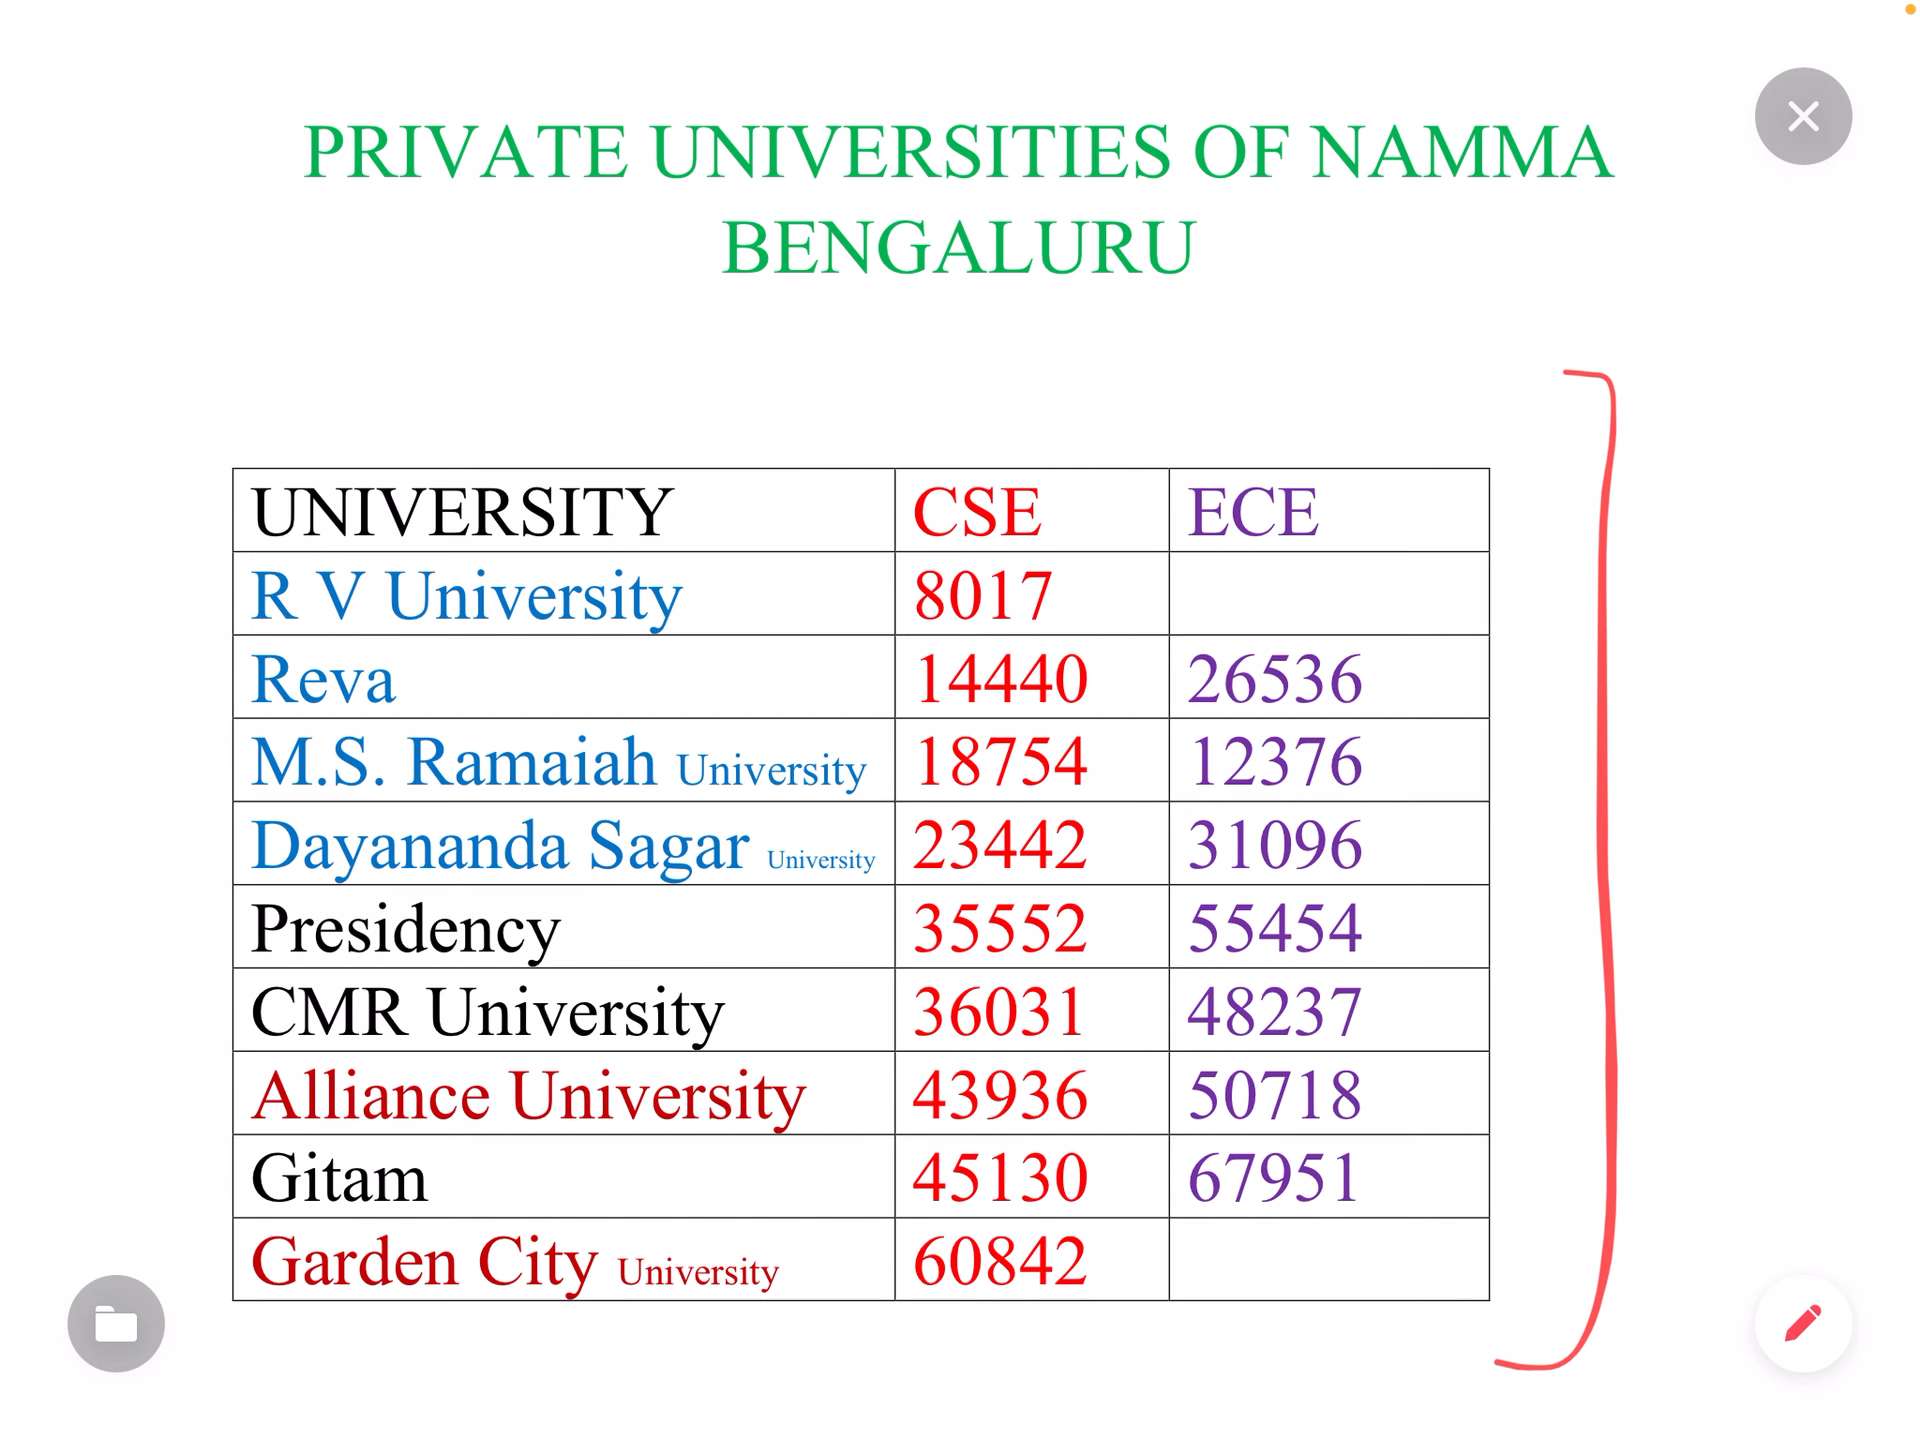 PRIVATE UNIVERSITIES OF NAMMA
BENGALURU
UNIVERSITY CSE ECE
R V University 8017
Reva 14440 26536
M.S. Ramaiah University 18754 12376
Dayananda Sagar University 23442 31096
Presidency 35552 55454
CMR University 36031 48237
Alliance University 43936 50718
Gitam 45130 67951
Garden City University 60842